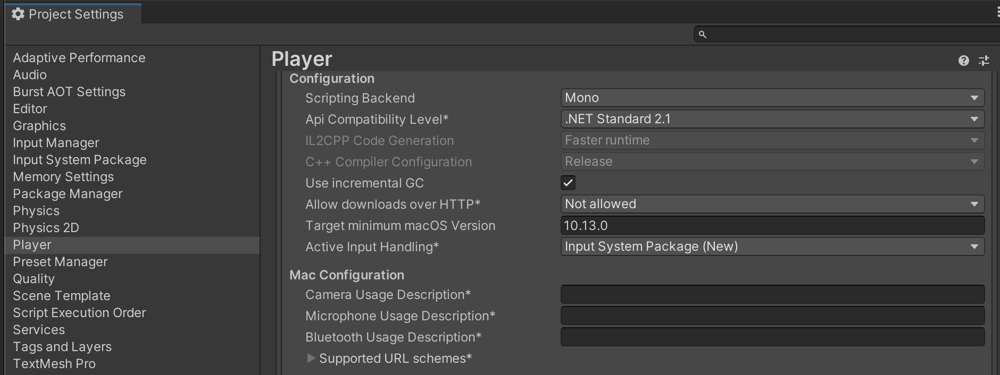 Project Settings
Adaptive Performance
Audio
Burst AOT Settings
Editor
Graphics
Input Manager
Input System Package
Memory Settings
Package Manager
Physics
Physics 2D
Player
Preset Manager
Quality
Scene Template
Script Execution Order
Services
Tags and Layers
TextMesh Pro
Player
Configuration
Scripting Backend Mono
Api Compatibility Level* .NET Standard 2.1
IL2CPP Code Generation Faster runtime
C++ Compiler Configuration Release
Use incremental GC
Allow downloads over HTTP* Not allowed
Target minimum macOS Version 10.13.0
Active Input Handling* Input System Package (New)
Mac Configuration
Camera Usage Description*
Microphone Usage Description*
Bluetooth Usage Description*
Supported URL schemes*